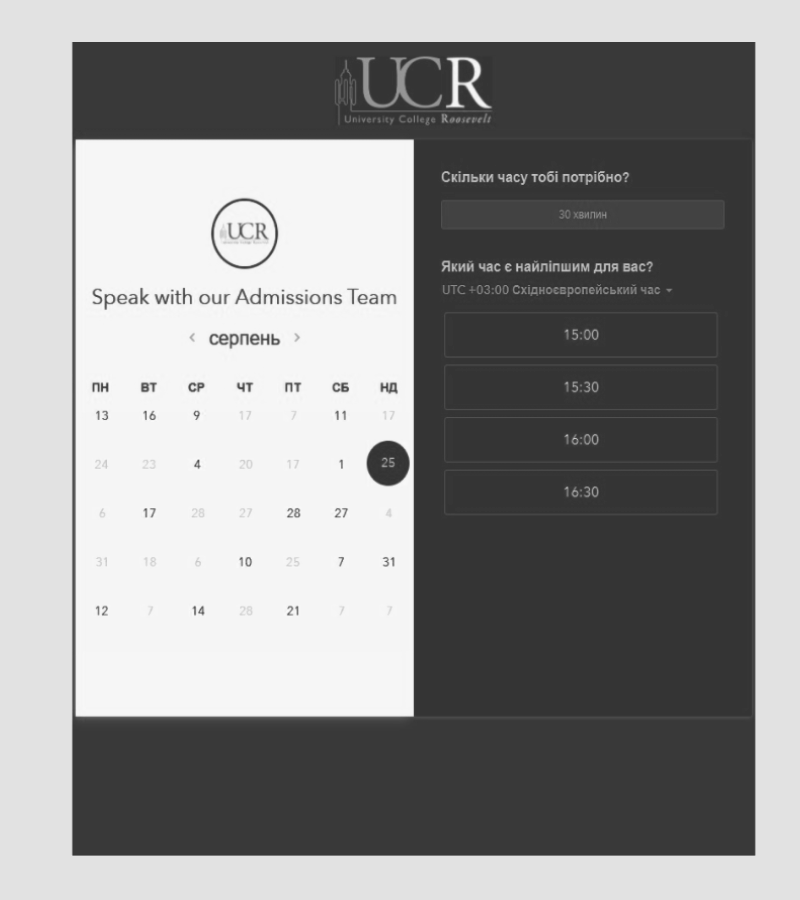 UCR
University College Roosevelt
UCR
Speak with our Admissions Team
‹ серпень ›
ПН ВТ СР ЧТ ПТ СБ НД
13 16 9 17 7 11 17
24 23 4 20 17 1 25
6 17 28 27 28 27 4
31 18 6 10 25 7 31
12 7 14 28 21 7 7
Скільки часу тобі потрібно?
30 хвилин
Який час є найліпшим для вас?
UTC +03:00 Східноєвропейський час
15:00
15:30
16:00
16:30